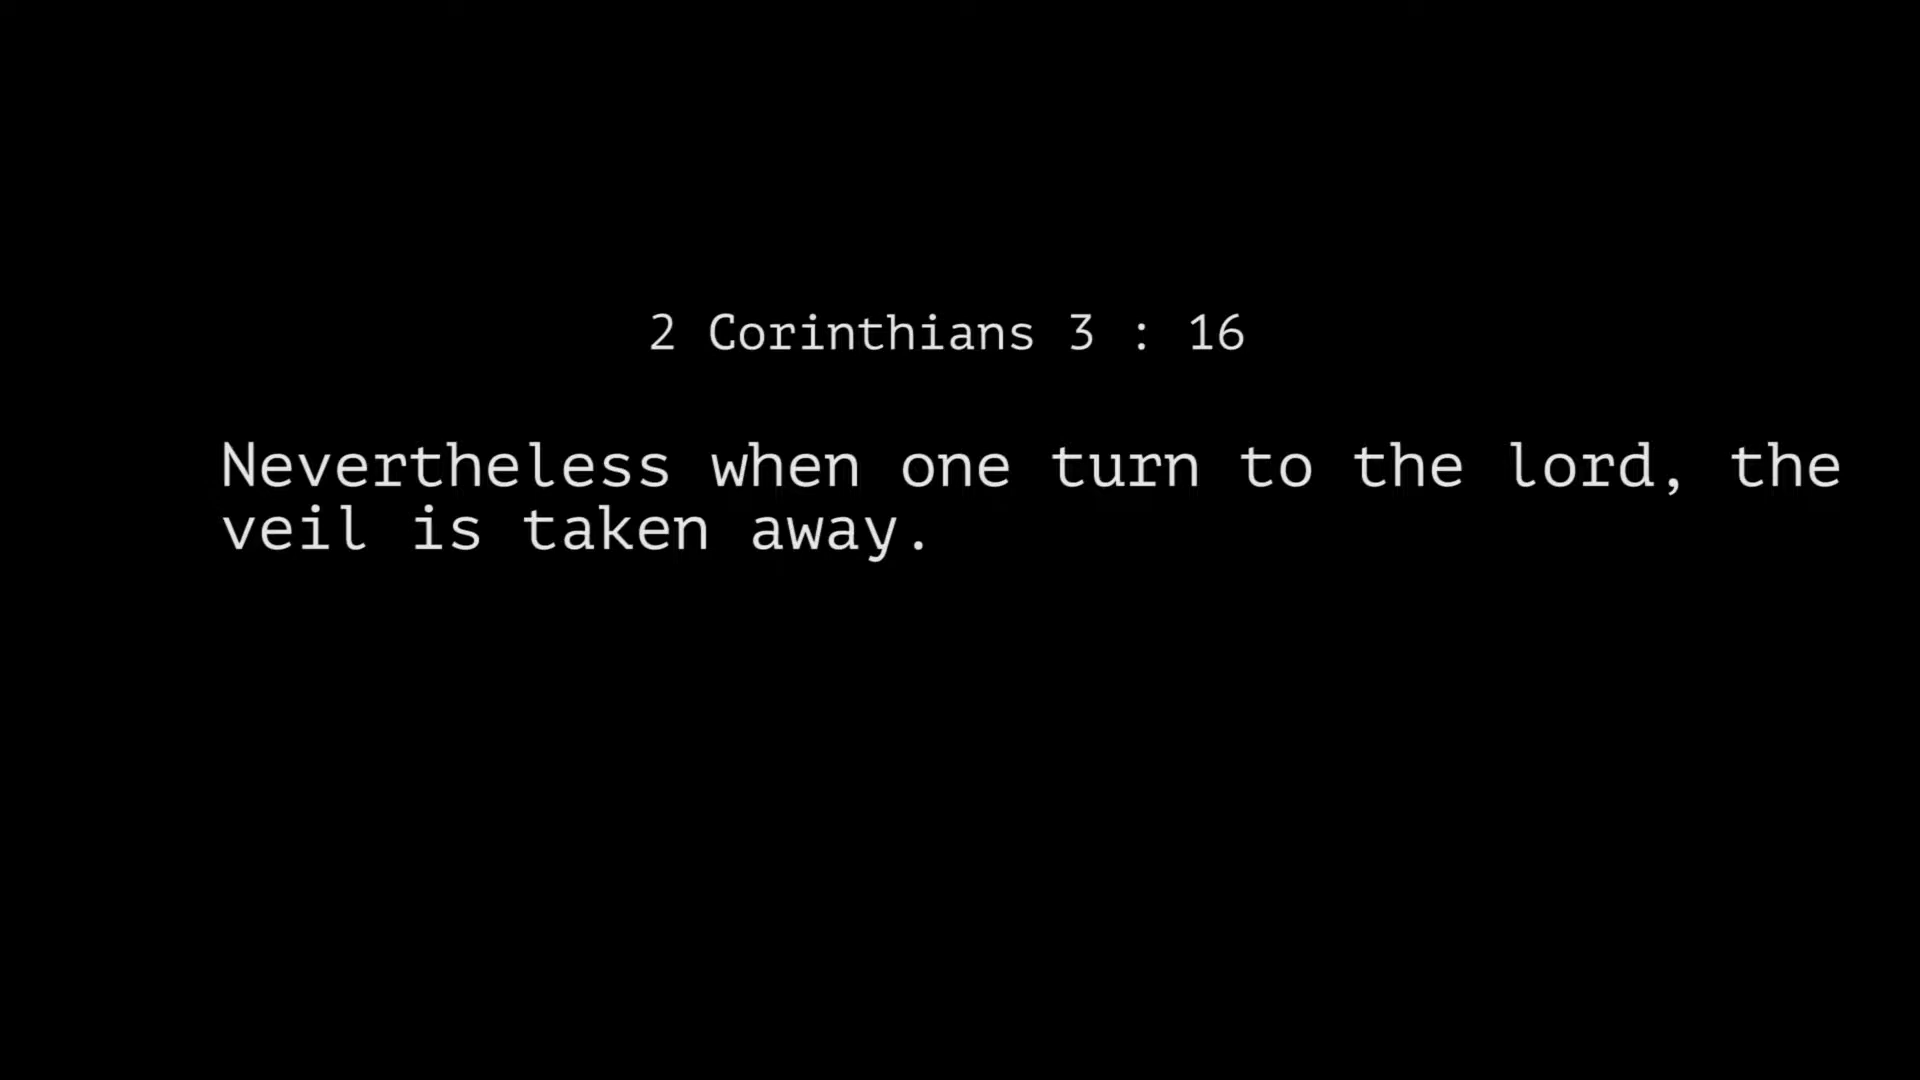 2 Corinthians 3 : 16
Nevertheless when one turn to the lord, the
veil is taken away.